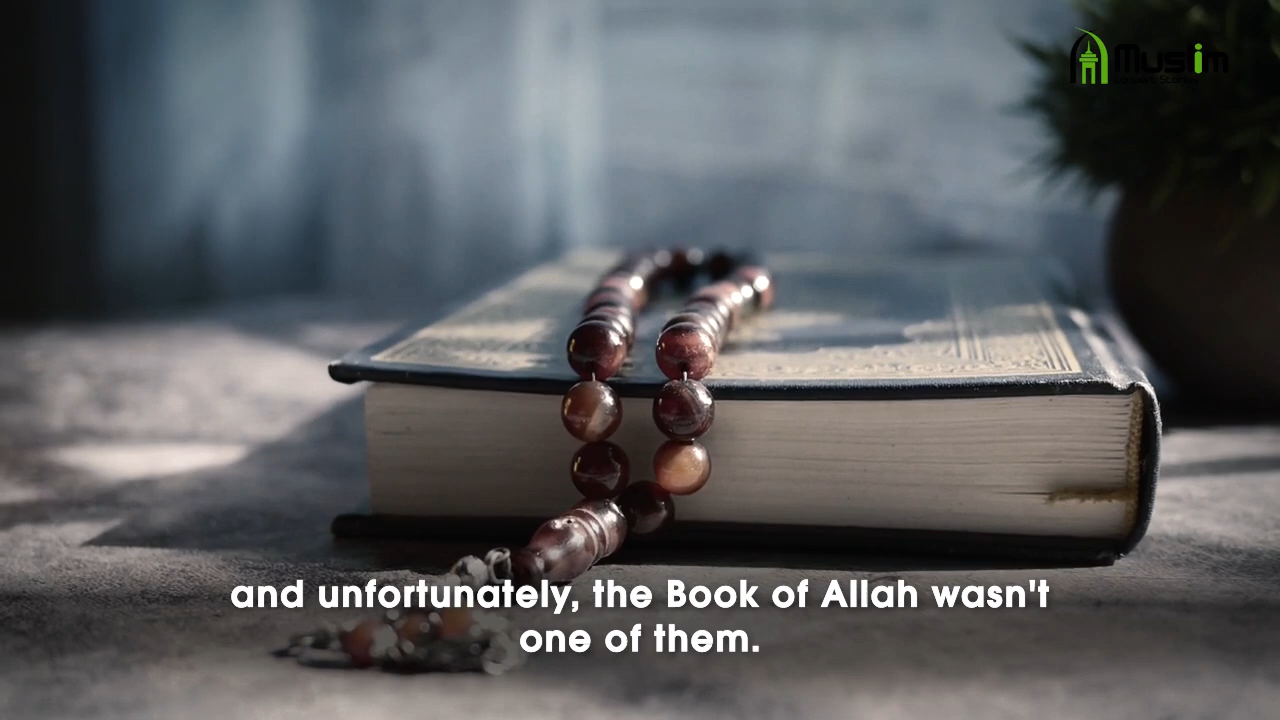 Muslim
and unfortunately, the Book of Allah wasn't
one of them.